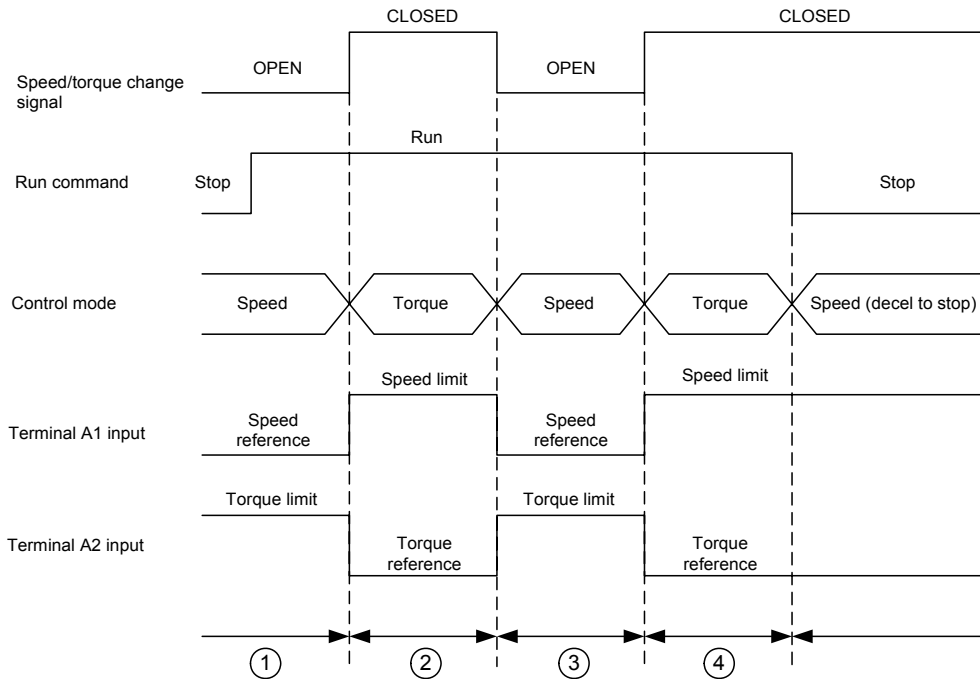 CLOSED
CLOSED
OPEN
OPEN
Speed/torque change
signal
Run
Run command
Stop
Stop
Control mode
Speed
Torque
Speed
Torque
Speed (decel to stop)
Speed limit
Speed limit
Terminal A1 input
Speed
reference
Speed
reference
Torque limit
Torque limit
Terminal A2 input
Torque
reference
Torque
reference
1
2
3
4